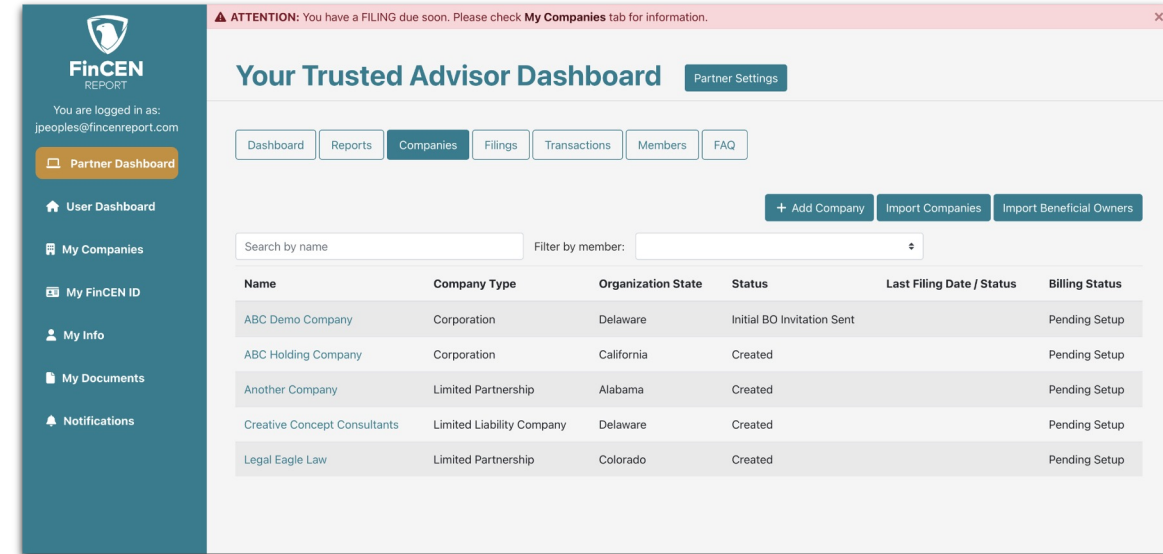 ATTENTION: You have a FILING due soon. Please check My Companies tab for information.
FinCEN
REPORT
You are logged in as:
jpeoples@fincenreport.com
Partner Dashboard
User Dashboard
My Companies
My FinCEN ID
My Info
My Documents
Notifications
Your Trusted Advisor Dashboard Partner Settings
Dashboard Reports Companies Filings Transactions Members FAQ
+ Add Company Import Companies Import Beneficial Owners
Search by name Filter by member:
Name Company Type Organization State Status Last Filing Date / Status Billing Status
ABC Demo Company Corporation Delaware Initial BO Invitation Sent Pending Setup
ABC Holding Company Corporation California Created Pending Setup
Another Company Limited Partnership Alabama Created Pending Setup
Creative Concept Consultants Limited Liability Company Delaware Created Pending Setup
Legal Eagle Law Limited Partnership Colorado Created Pending Setup